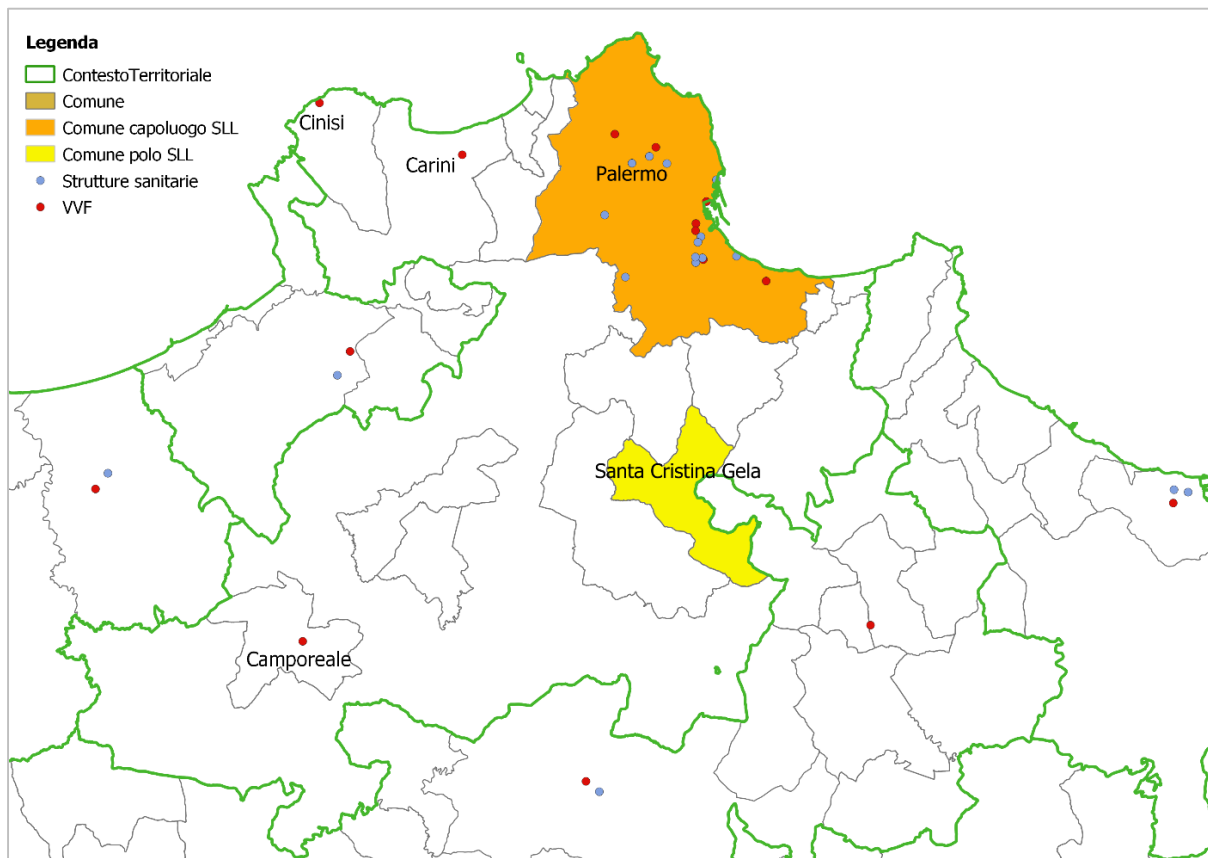 Legenda
ContestoTerritoriale
Comune
Comune capoluogo SLL
Comune polo SLL
Strutture sanitarie
VVF
Cinisi
Carini
Palermo
Santa Cristina Gela
Camporeale